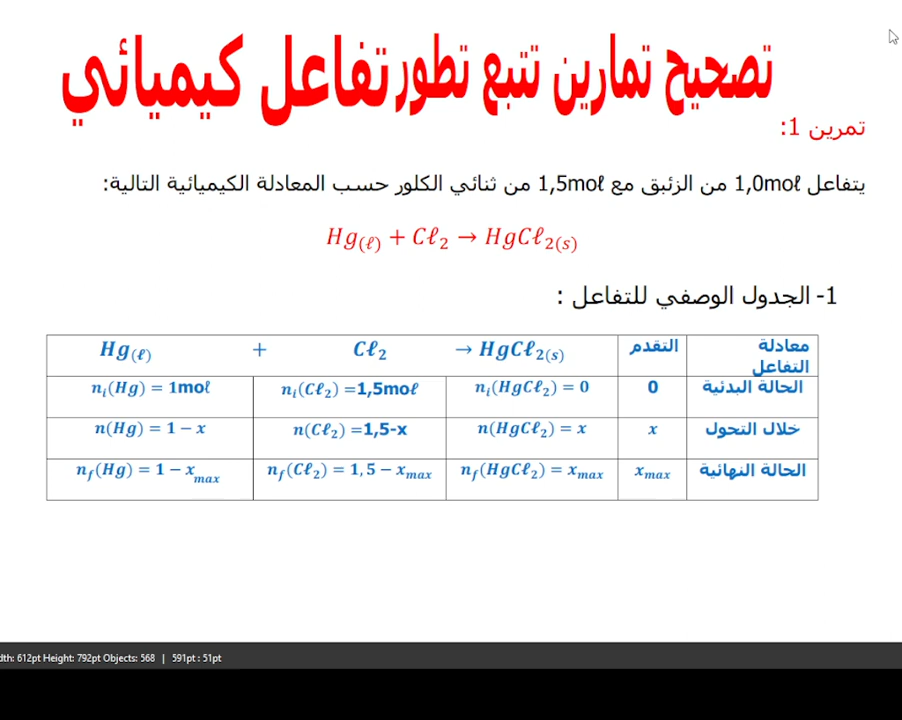 تصحيح تمارين تتبع تطور تفاعل كيميائي
تمرين 1:
يتفاعل 1,0moℓ من الزئبق مع 1,5moℓ من ثنائي الكلور حسب المعادلة الكيميائية التالية:
Hg(ℓ) + Cℓ₂ → HgCℓ₂(s)
1- الجدول الوصفي للتفاعل :
معادلة التفاعل التقدم Hg(ℓ) + Cℓ₂ → HgCℓ₂(s)
الحالة البدئية 0 nᵢ(Hg) = 1moℓ nᵢ(Cℓ₂) =1,5moℓ nᵢ(HgCℓ₂) = 0
خلال التحول x n(Hg) = 1 − x n(Cℓ₂) =1,5-x n(HgCℓ₂) = x
الحالة النهائية xmax nf(Hg) = 1 − xmax nf(Cℓ₂) = 1,5 − xmax nf(HgCℓ₂) = xmax
dth: 612pt Height: 792pt Objects: 568 | 591pt : 51pt